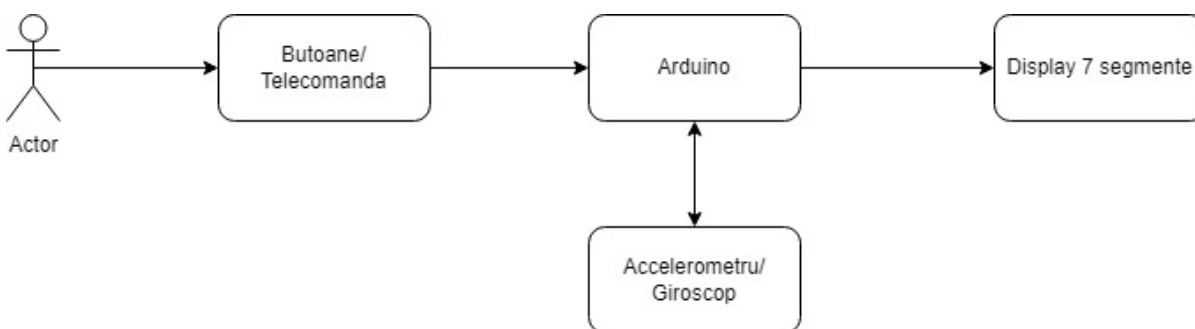 Butoane/
Telecomanda
Arduino
Display 7 segmente
Actor
Accelerometru/
Giroscop